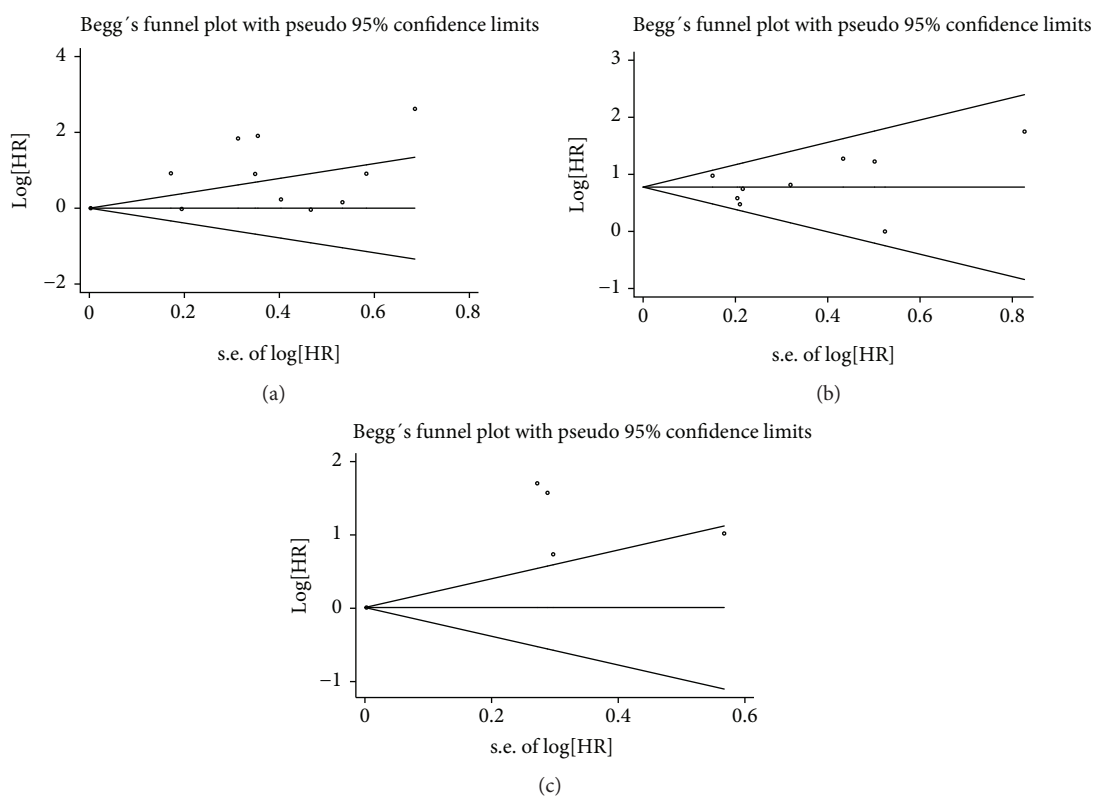 Begg´s funnel plot with pseudo 95% confidence limits
4
2
0
−2
Log[HR]
0 0.2 0.4 0.6 0.8
s.e. of log[HR]
(a)
Begg´s funnel plot with pseudo 95% confidence limits
3
2
1
0
−1
Log[HR]
0 0.2 0.4 0.6 0.8
s.e. of log[HR]
(b)
Begg´s funnel plot with pseudo 95% confidence limits
2
1
0
−1
Log[HR]
0 0.2 0.4 0.6
s.e. of log[HR]
(c)